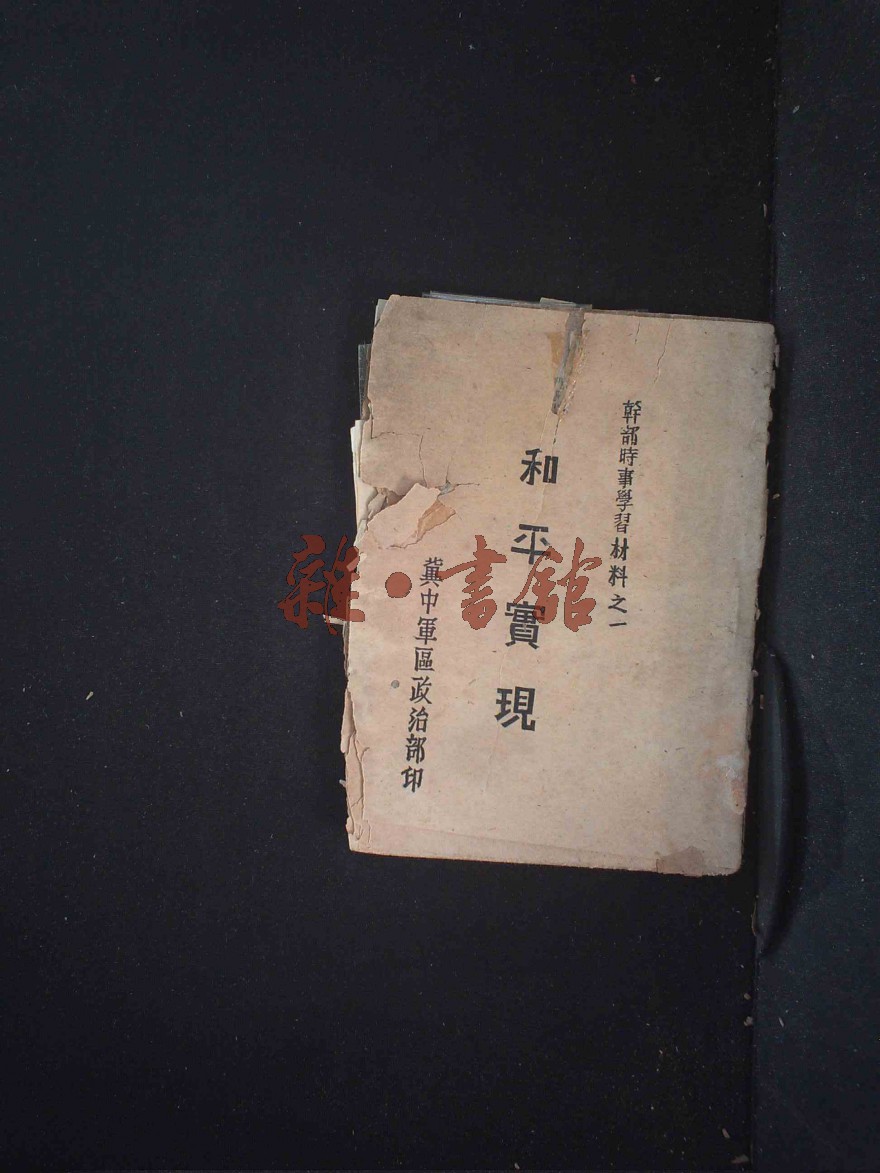 幹部時事學習材料之一
和平實現
冀中軍區政治部印
雜·書館